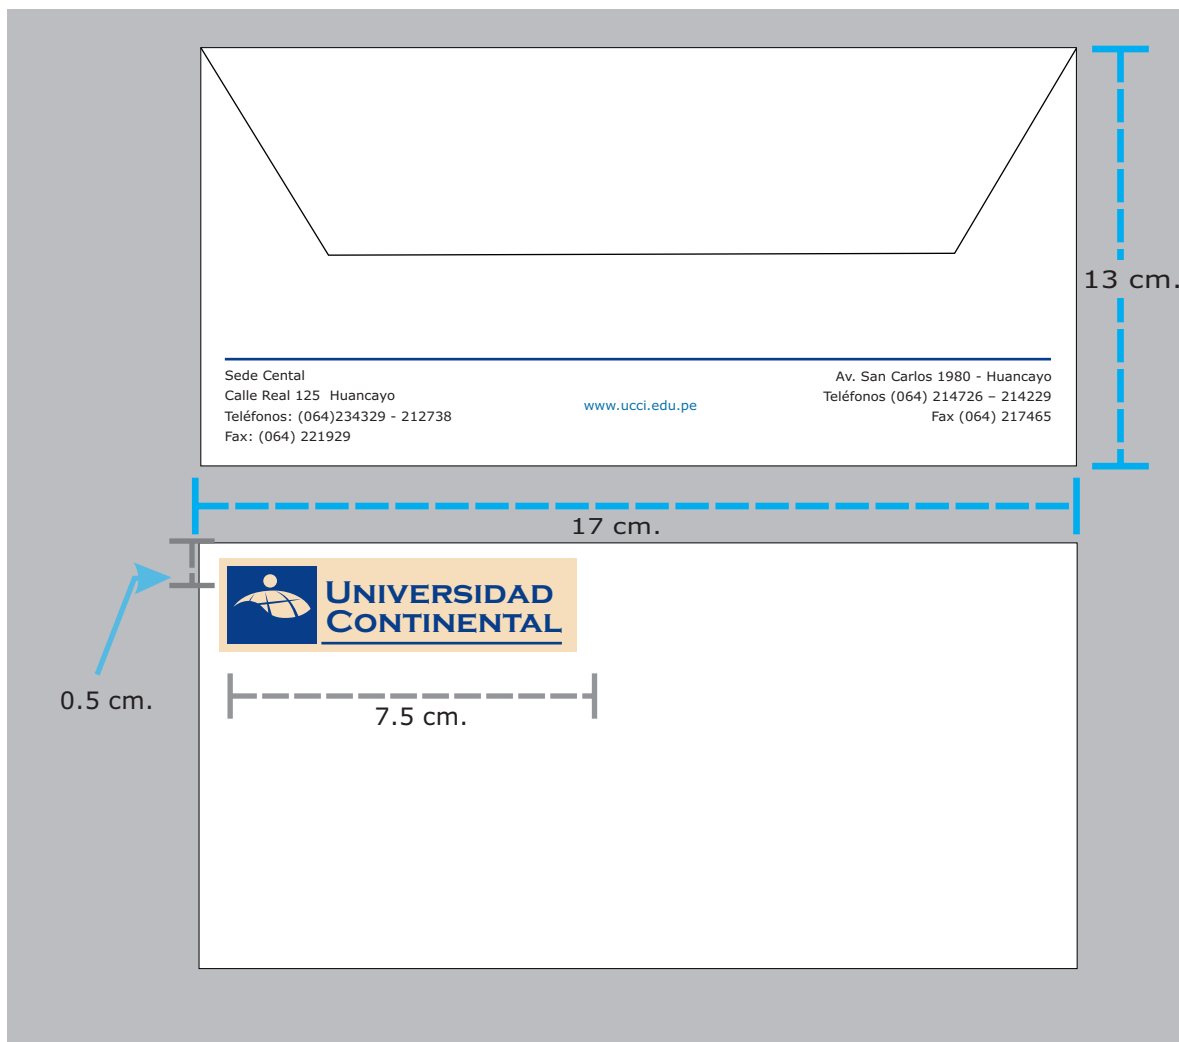 13 cm.
Sede Cental
Calle Real 125  Huancayo
Teléfonos: (064)234329 - 212738
Fax: (064) 221929
www.ucci.edu.pe
Av. San Carlos 1980 - Huancayo
Teléfonos (064) 214726 – 214229
Fax (064) 217465
17 cm.
UNIVERSIDAD
CONTINENTAL
0.5 cm.
7.5 cm.